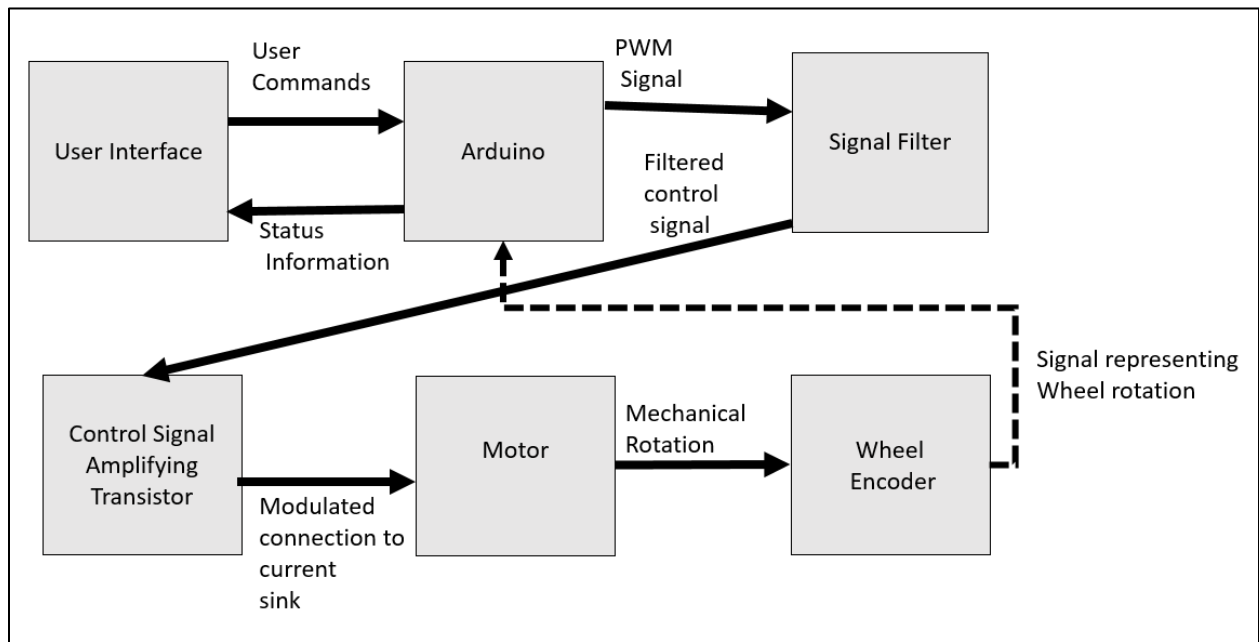 User
Commands
PWM
Signal
User Interface
Arduino
Signal Filter
Status
Information
Filtered
control
signal
Signal representing
Wheel rotation
Control Signal
Amplifying
Transistor
Modulated
connection to
current
sink
Motor
Mechanical
Rotation
Wheel
Encoder